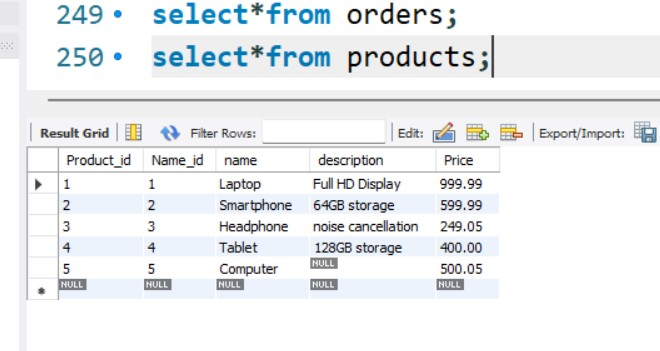 249 select*from orders;
250 select*from products;
Result Grid Filter Rows: Edit: Export/Import:
Product_id Name_id name description Price
1 1 Laptop Full HD Display 999.99
2 2 Smartphone 64GB storage 599.99
3 3 Headphone noise cancellation 249.05
4 4 Tablet 128GB storage 400.00
5 5 Computer NULL 500.05
* NULL NULL NULL NULL NULL